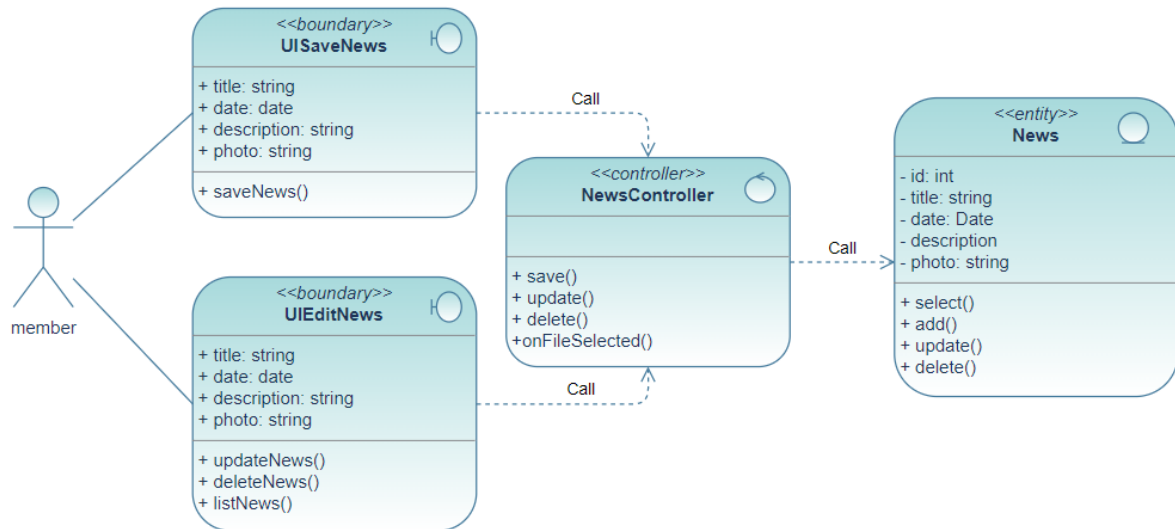 <<boundary>>
UISaveNews
+ title: string
+ date: date
+ description: string
+ photo: string
+ saveNews()
member
<<boundary>>
UIEditNews
+ title: string
+ date: date
+ description: string
+ photo: string
+ updateNews()
+ deleteNews()
+ listNews()
Call
Call
<<controller>>
NewsController
+ save()
+ update()
+ delete()
+onFileSelected()
Call
<<entity>>
News
- id: int
- title: string
- date: Date
- description
- photo: string
+ select()
+ add()
+ update()
+ delete()